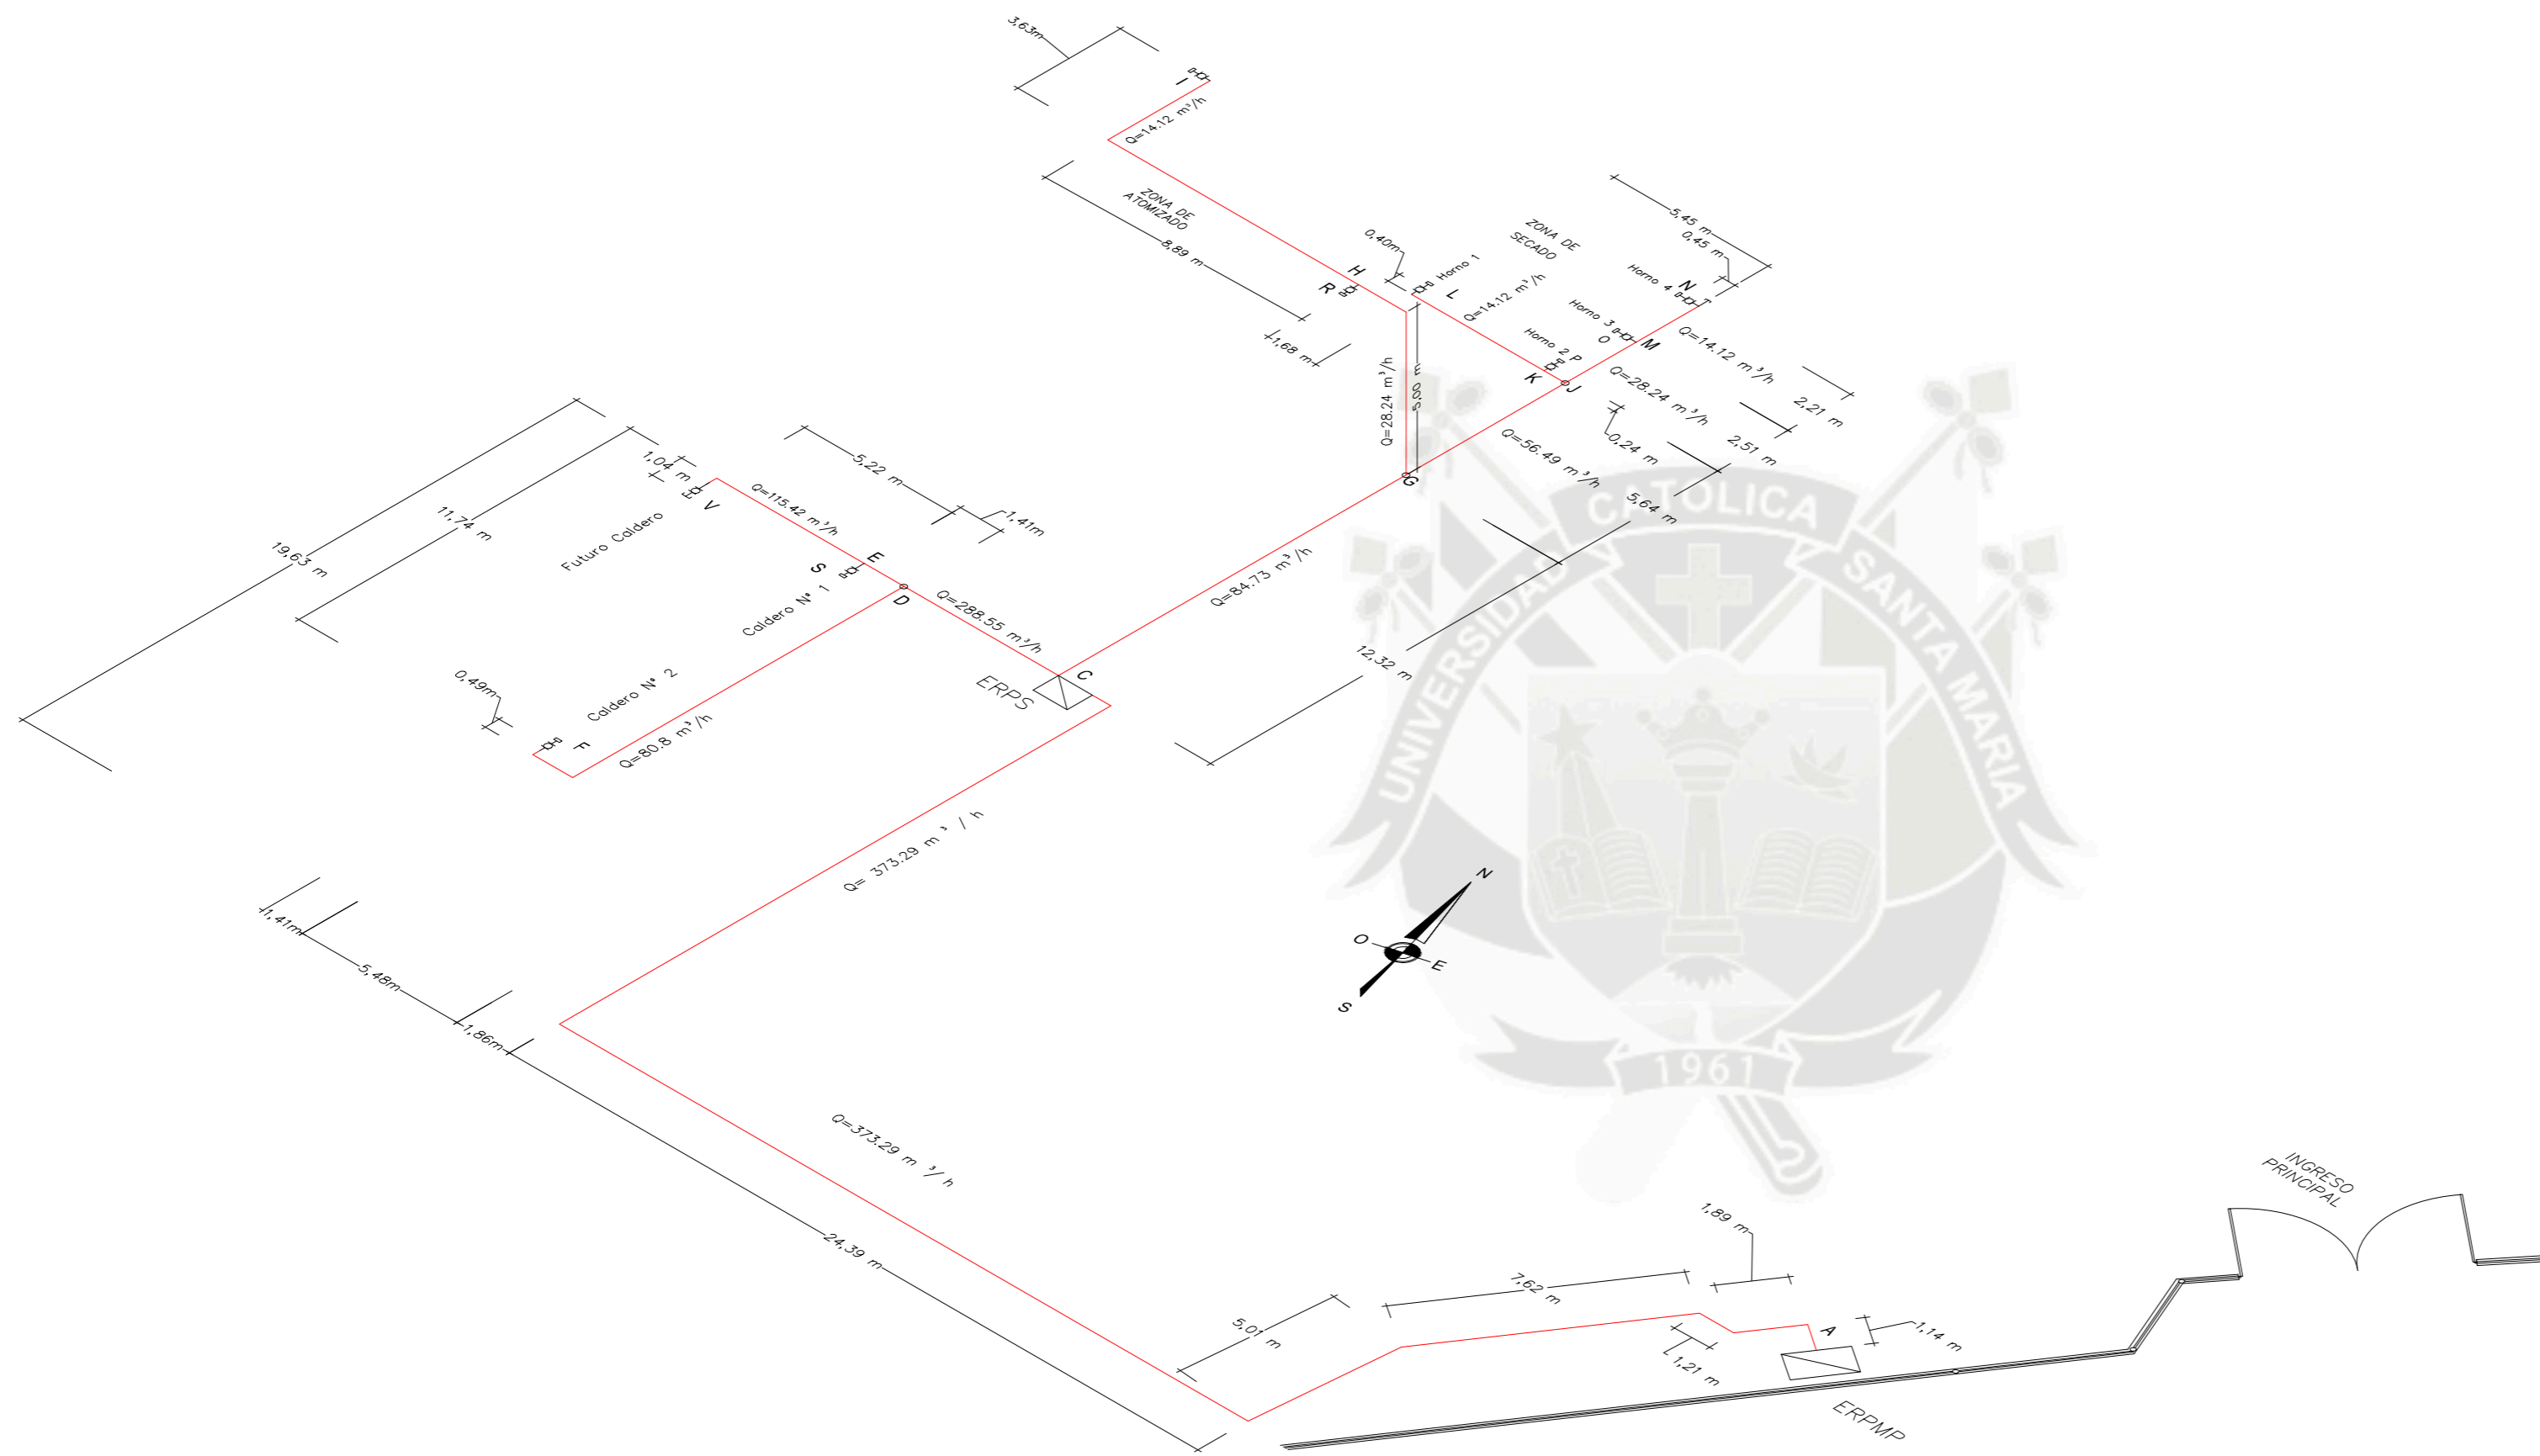 3,63m
I
Q=14.12 m³/h
ZONA DE
ATOMIZADO
8,89 m
5,45 m
0,45 m
ZONA DE
SECADO
0,40m
Horno 1
L
Q=14.12 m³/h
Horno 4
N
T
H
R
1,68 m
Horno 3
O
M
Q=14.12 m³/h
Horno 2
P
K
J
Q=28.24 m³/h
Q=28.24 m³/h
5,00 m
2,21 m
0,24 m
2,51 m
Q=56.49 m³/h
5,64 m
G
1,04 m
5,22 m
1,41m
Q=115.42 m³/h
V
Futuro Caldero
11,74 m
19,63 m
E
S
Caldero N° 1
D
Q=288.55 m³/h
Q=84.73 m³/h
12,32 m
C
ERPS
0,49m
Caldero N° 2
F
Q=80.8 m³/h
Q= 373.29 m ³ / h
1,41m
5,48m
1,86m
N
O
E
S
Q=373.29 m ³/ h
24,39 m
5,01 m
7,62 m
1,89 m
1,21 m
A
1,14 m
ERPMP
INGRESO
PRINCIPAL
UNIVERSIDAD
CATOLICA
SANTA MARIA
1961